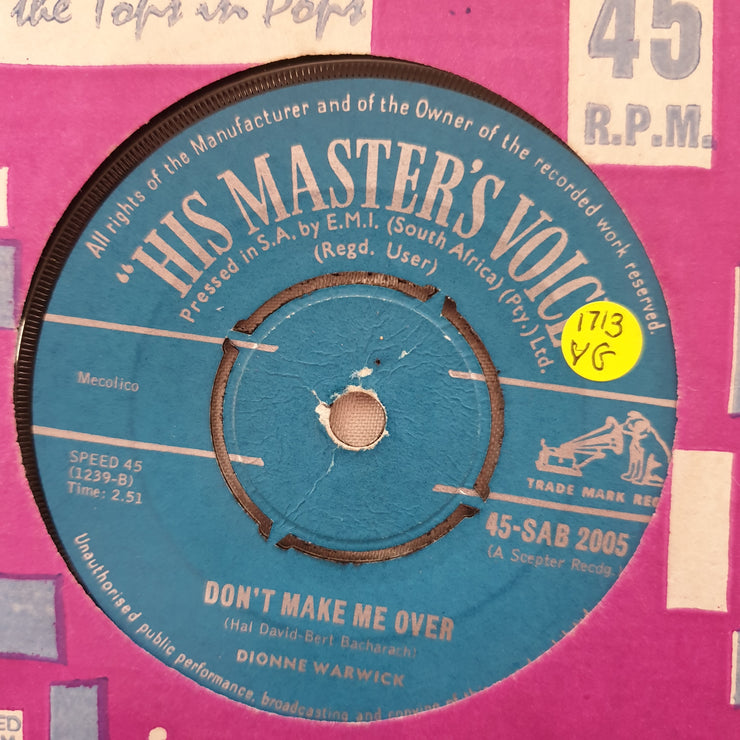 the Tops in Pops
45
R.P.M.
All rights of the Manufacturer and of the Owner of the recorded work reserved.
"HIS MASTER'S VOICE
Pressed in S.A. by E.M.I. (South Africa) (Pty.) Ltd.
(Regd. User)
1713
VG
Mecolico
SPEED 45
(1239-B)
Time: 2.51
TRADE MARK REG
45-SAB 2005
(A Scepter Recdg.
DON'T MAKE ME OVER
(Hal David-Bert Bacharach)
DIONNE WARWICK
Unauthorised public performance, broadcasting and copying of the
ED